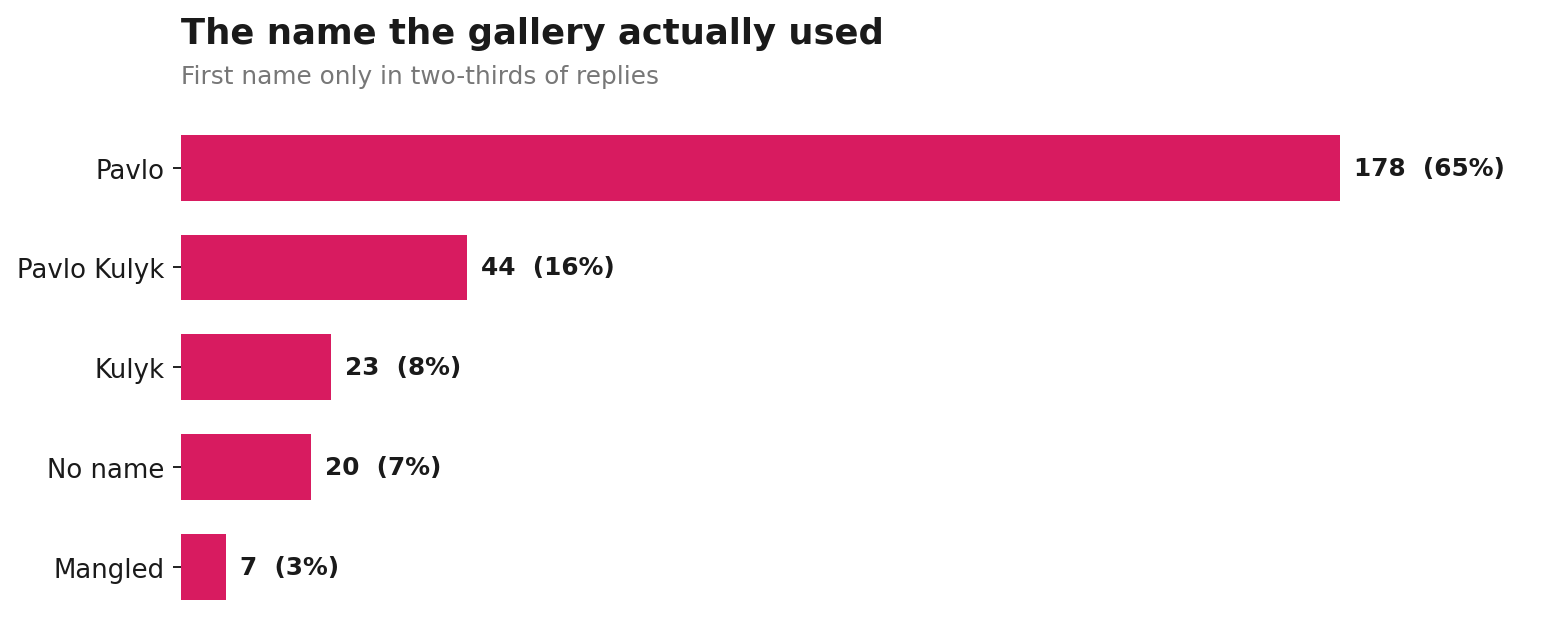 The name the gallery actually used
First name only in two-thirds of replies
Pavlo 178 (65%)
Pavlo Kulyk 44 (16%)
Kulyk 23 (8%)
No name 20 (7%)
Mangled 7 (3%)